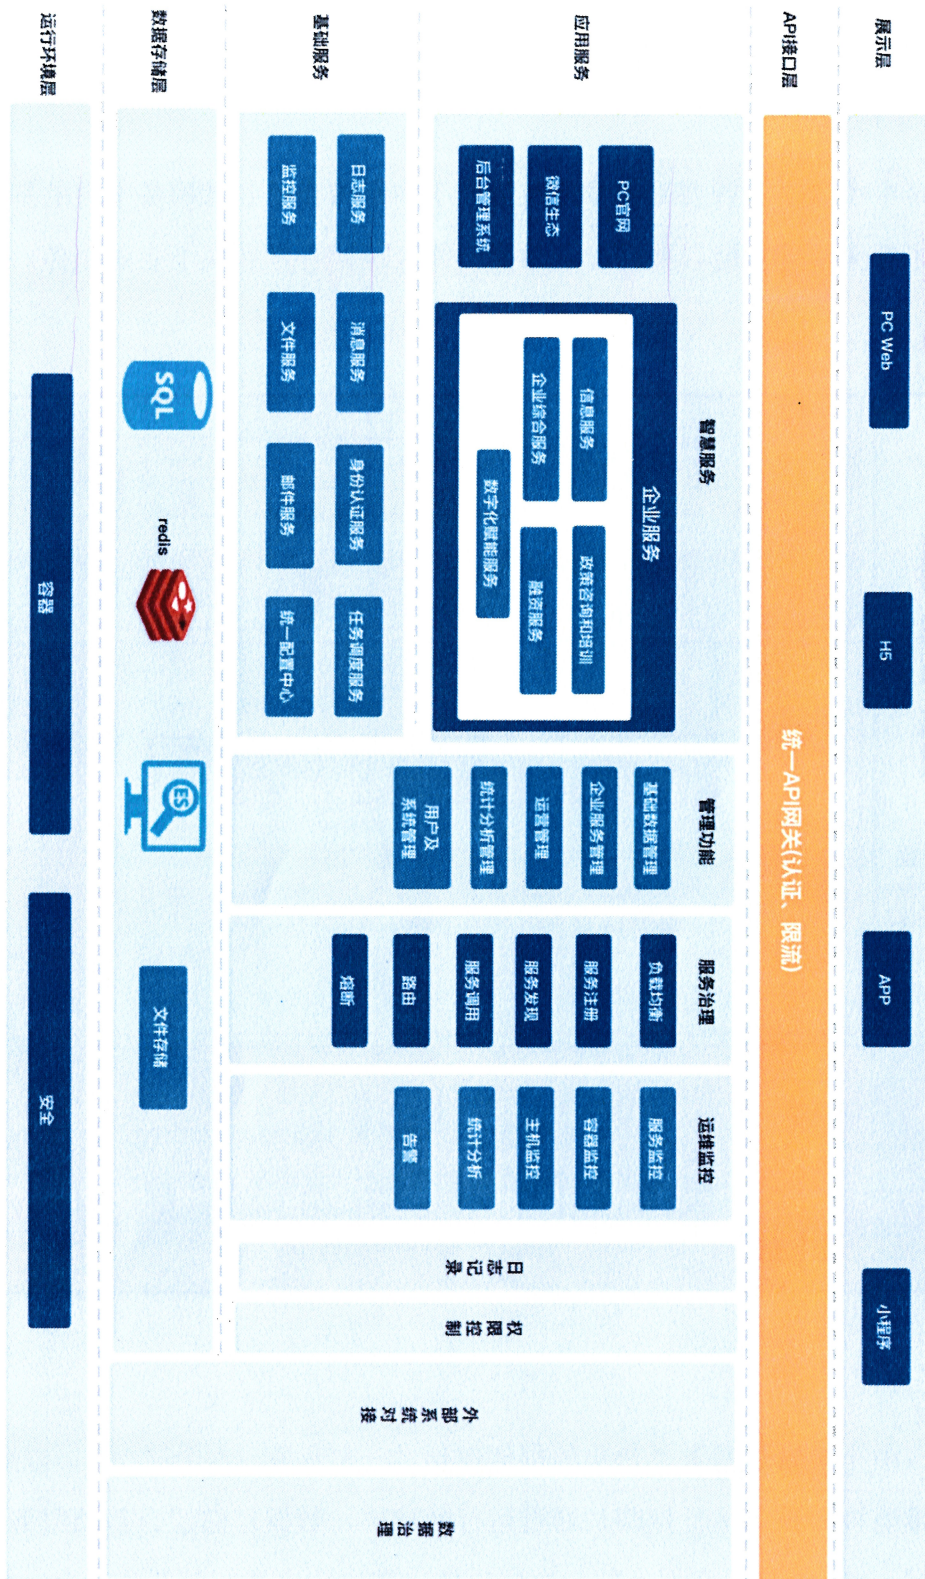 展示层
PC Web
H5
APP
小程序
API接口层
统一API网关(认证、限流)
应用服务
PC官网
微信生态
后台管理系统
智慧服务
企业服务
信息服务
政策咨询和培训
企业综合服务
融资服务
数字化赋能服务
管理功能
基础数据管理
企业服务管理
运营管理
统计分析管理
用户及
系统管理
服务治理
负载均衡
服务注册
服务发现
服务调用
路由
熔断
运维监控
服务监控
容器监控
主机监控
统计分析
告警
日志记
录
权限控
制
外部系统对
接
数据治
理
基础服务
日志服务
消息服务
身份认证服务
任务调度服务
监控服务
文件服务
邮件服务
统一配置中心
数据存储层
SQL
redis
ES
文件存储
运行环境层
容器
安全